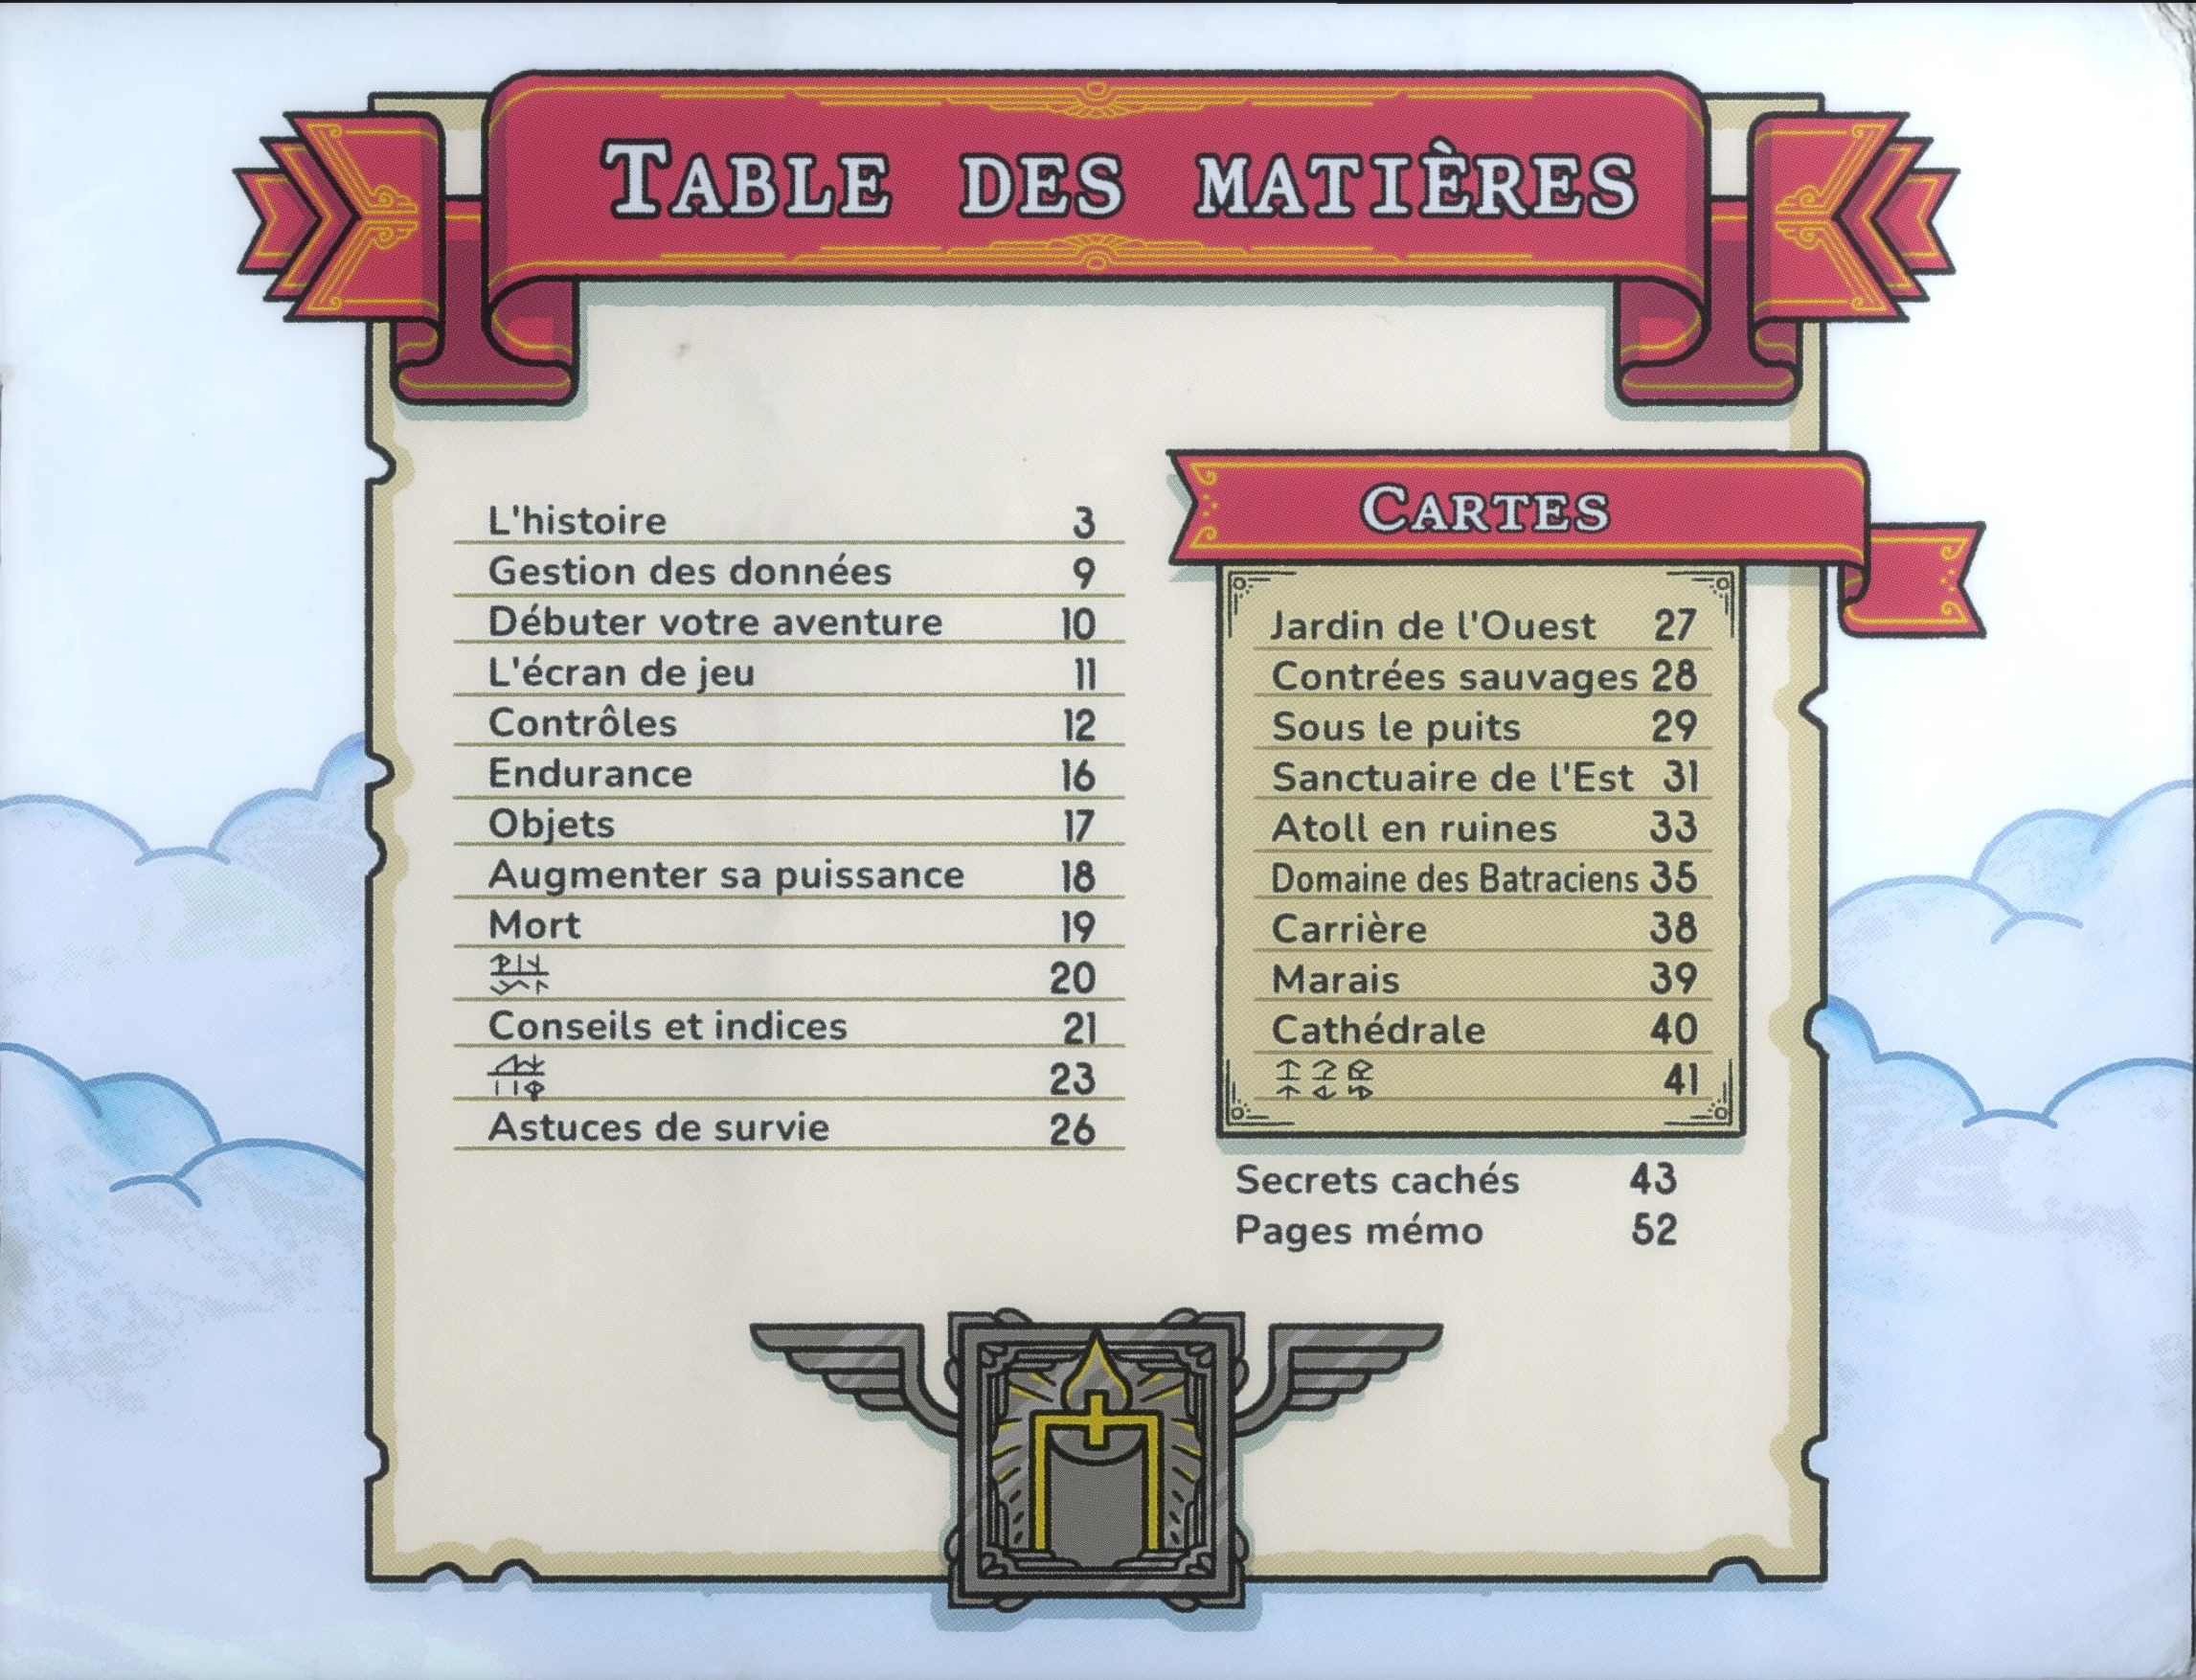 TABLE DES MATIÈRES
L'histoire 3
Gestion des données 9
Débuter votre aventure 10
L'écran de jeu 11
Contrôles 12
Endurance 16
Objets 17
Augmenter sa puissance 18
Mort 19
20
Conseils et indices 21
23
Astuces de survie 26
CARTES
Jardin de l'Ouest 27
Contrées sauvages 28
Sous le puits 29
Sanctuaire de l'Est 31
Atoll en ruines 33
Domaine des Batraciens 35
Carrière 38
Marais 39
Cathédrale 40
41
Secrets cachés 43
Pages mémo 52